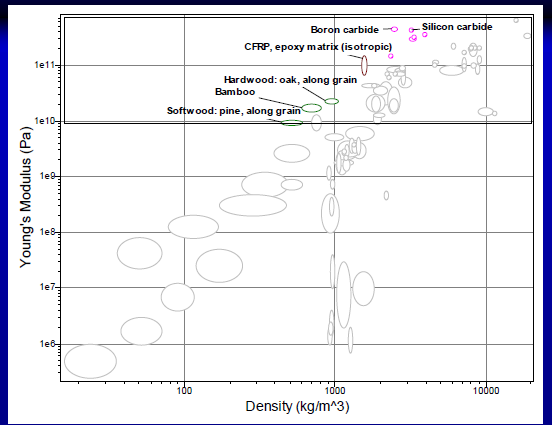 Boron carbide
Silicon carbide
CFRP, epoxy matrix (isotropic)
Hardwood: oak, along grain
Bamboo
Softwood: pine, along grain
Young's Modulus (Pa)
1e11
1e10
1e9
1e8
1e7
1e6
100
1000
10000
Density (kg/m^3)